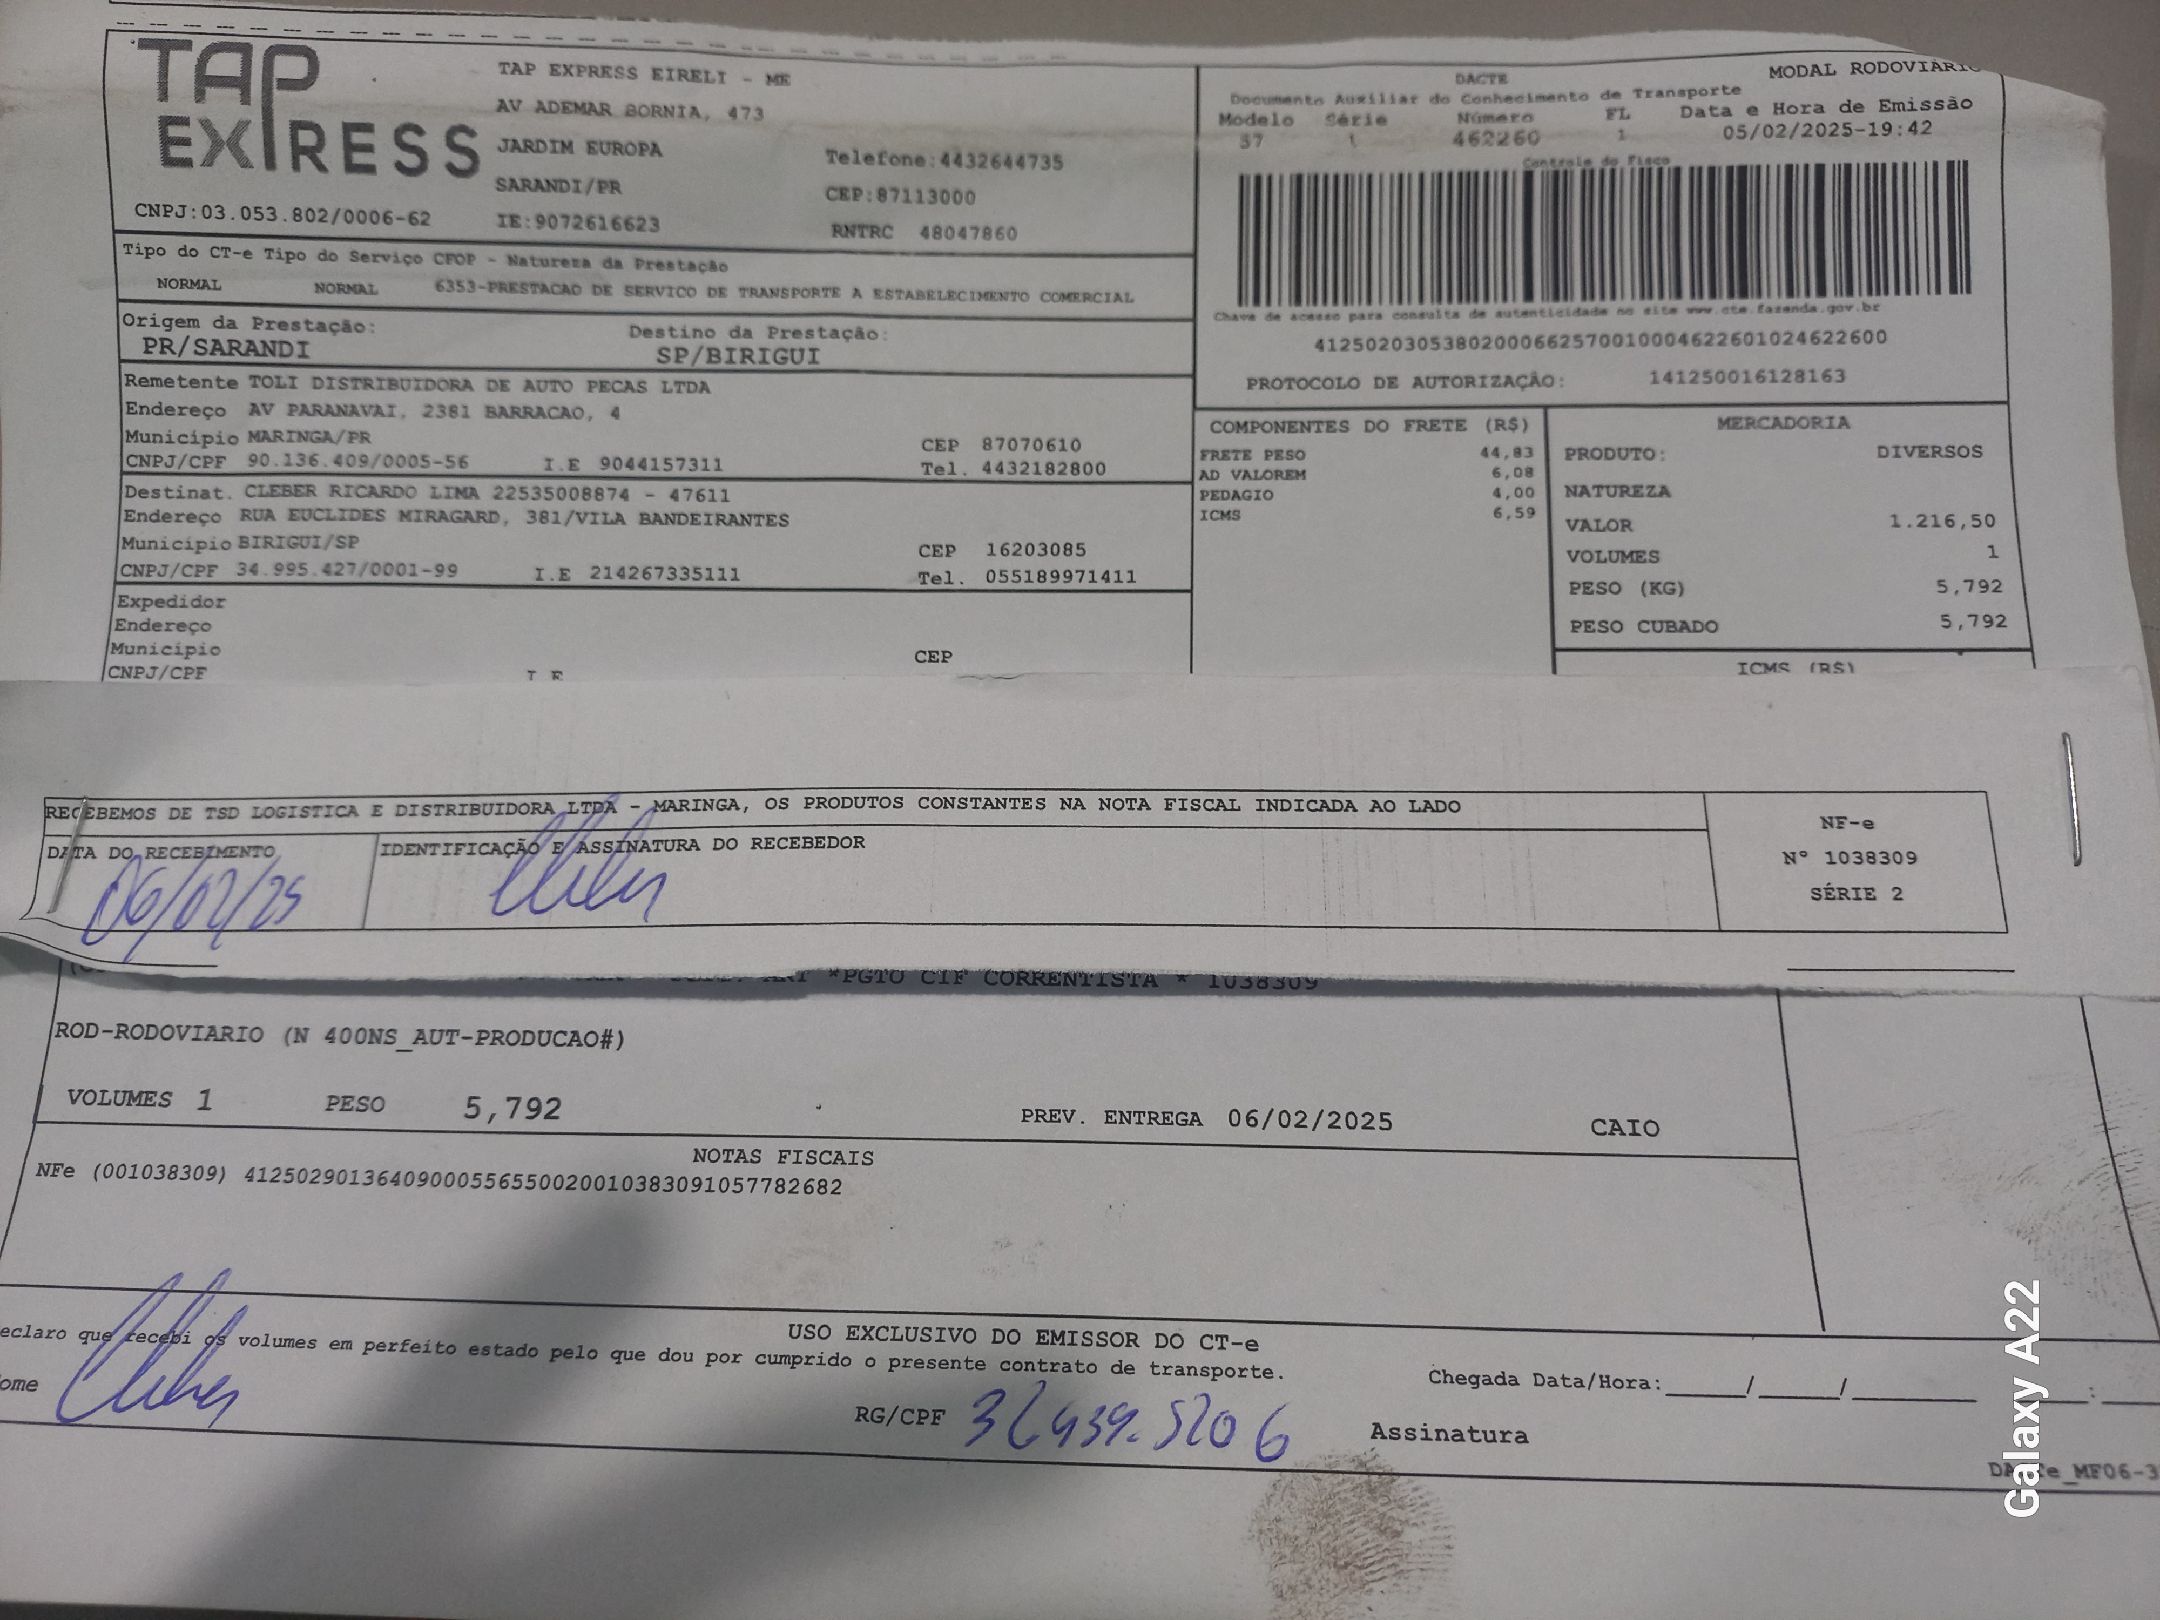 TAP
EXPRESS
TAP EXPRESS EIRELI - ME
AV ADEMAR BORNIA, 473
JARDIM EUROPA
SARANDI/PR
IE:9072616623
Telefone:4432644735
CEP:87113000
RNTRC 48047860
CNPJ:03.053.802/0006-62
MODAL RODOVIÁRIO
DACTE
Documento Auxiliar do Conhecimento de Transporte
Modelo Série Número FL Data e Hora de Emissão
57 1 462260 1 05/02/2025-19:42
Controle do Fisco
Chave de acesso para consulta de autenticidade no site www.cte.fazenda.gov.br
41250203053802000662570010004622601024622600
PROTOCOLO DE AUTORIZAÇÃO: 141250016128163
Tipo do CT-e Tipo do Serviço CFOP - Natureza da Prestação
NORMAL NORMAL 6353-PRESTACAO DE SERVICO DE TRANSPORTE A ESTABELECIMENTO COMERCIAL
Origem da Prestação: Destino da Prestação:
PR/SARANDI SP/BIRIGUI
Remetente TOLI DISTRIBUIDORA DE AUTO PECAS LTDA
Endereço AV PARANAVAI, 2381 BARRACAO, 4
Município MARINGA/PR CEP 87070610
CNPJ/CPF 90.136.409/0005-56 I.E 9044157311 Tel. 4432182800
Destinat. CLEBER RICARDO LIMA 22535008874 - 47611
Endereço RUA EUCLIDES MIRAGARD, 381/VILA BANDEIRANTES
Município BIRIGUI/SP CEP 16203085
CNPJ/CPF 34.995.427/0001-99 I.E 214267335111 Tel. 055189971411
Expedidor
Endereço
Município CEP
CNPJ/CPF I E
COMPONENTES DO FRETE (R$)
FRETE PESO 44,83
AD VALOREM 6,08
PEDAGIO 4,00
ICMS 6,59
MERCADORIA
PRODUTO: DIVERSOS
NATUREZA
VALOR 1.216,50
VOLUMES 1
PESO (KG) 5,792
PESO CUBADO 5,792
ICMS (R$)
RECEBEMOS DE TSD LOGISTICA E DISTRIBUIDORA LTDA - MARINGA, OS PRODUTOS CONSTANTES NA NOTA FISCAL INDICADA AO LADO
DATA DO RECEBIMENTO IDENTIFICAÇÃO E ASSINATURA DO RECEBEDOR
06/02/25 Cleber
NF-e
N° 1038309
SÉRIE 2
*PGTO CIF CORRENTISTA * 1038309
ROD-RODOVIARIO (N 400NS_AUT-PRODUCAO#)
VOLUMES 1 PESO 5,792 PREV. ENTREGA 06/02/2025 CAIO
NOTAS FISCAIS
NFe (001038309) 41250290136409000556550020010383091057782682
USO EXCLUSIVO DO EMISSOR DO CT-e
eclaro que recebi os volumes em perfeito estado pelo que dou por cumprido o presente contrato de transporte.
ome Cleber
RG/CPF
Chegada Data/Hora:_____/_____/________ :
Assinatura
Galaxy A22